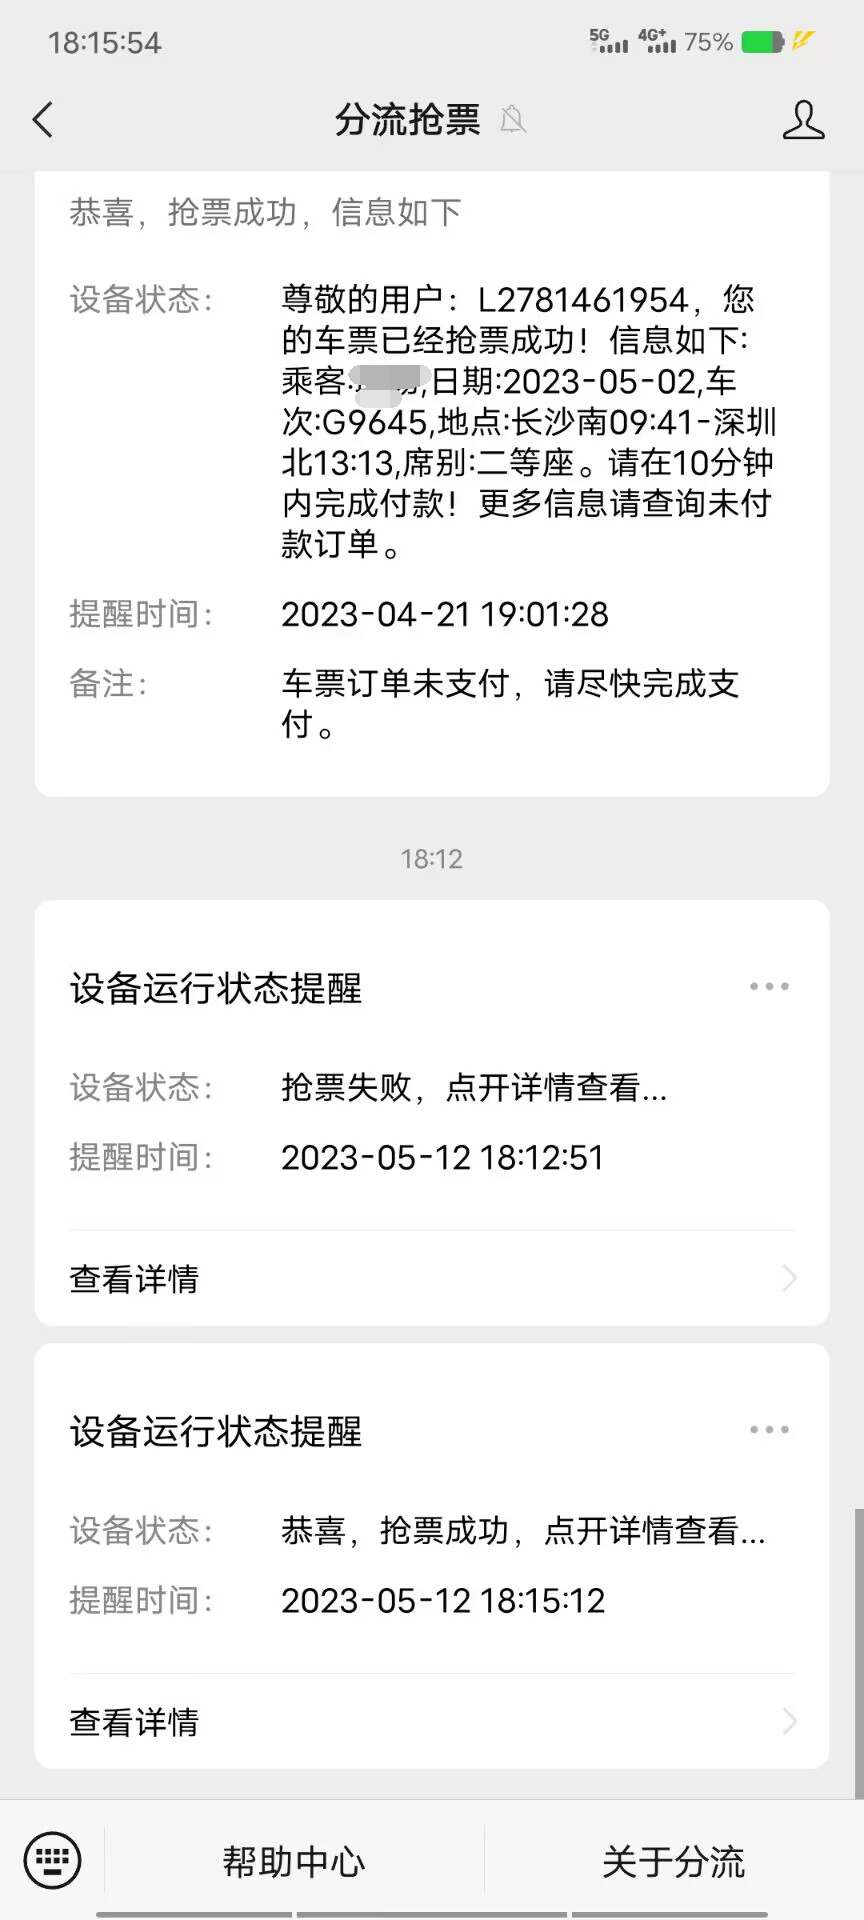 18:15:54
5G 4G+ 75%
分流抢票
恭喜，抢票成功，信息如下
设备状态：
尊敬的用户：L2781461954，您
的车票已经抢票成功！信息如下:
乘客:,日期:2023-05-02,车
次:G9645,地点:长沙南09:41-深圳
北13:13,席别:二等座。请在10分钟
内完成付款！更多信息请查询未付
款订单。
提醒时间：
2023-04-21 19:01:28
备注：
车票订单未支付，请尽快完成支
付。
18:12
设备运行状态提醒
设备状态：
抢票失败，点开详情查看...
提醒时间：
2023-05-12 18:12:51
查看详情
设备运行状态提醒
设备状态：
恭喜，抢票成功，点开详情查看...
提醒时间：
2023-05-12 18:15:12
查看详情
帮助中心
关于分流